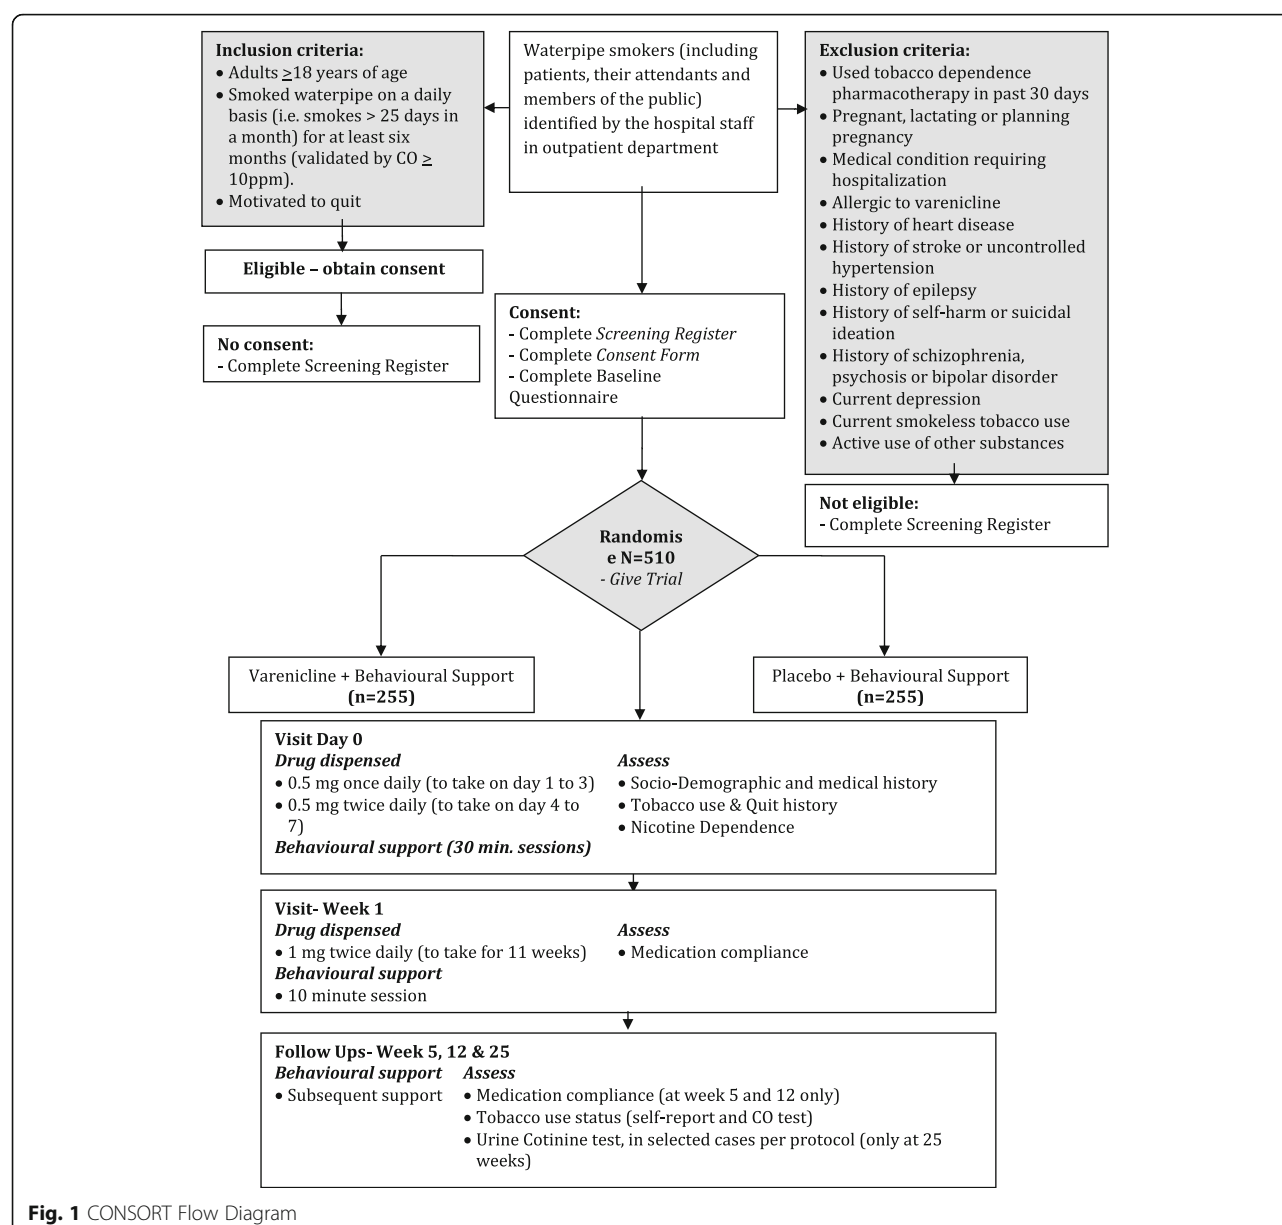 Inclusion criteria:
• Adults ≥18 years of age
• Smoked waterpipe on a daily
basis (i.e. smokes > 25 days in
a month) for at least six
months (validated by CO ≥
10ppm).
• Motivated to quit
Waterpipe smokers (including
patients, their attendants and
members of the public)
identified by the hospital staff
in outpatient department
Exclusion criteria:
• Used tobacco dependence
pharmacotherapy in past 30 days
• Pregnant, lactating or planning
pregnancy
• Medical condition requiring
hospitalization
• Allergic to varenicline
• History of heart disease
• History of stroke or uncontrolled
hypertension
• History of epilepsy
• History of self-harm or suicidal
ideation
• History of schizophrenia,
psychosis or bipolar disorder
• Current depression
• Current smokeless tobacco use
• Active use of other substances
Eligible – obtain consent
No consent:
- Complete Screening Register
Consent:
- Complete Screening Register
- Complete Consent Form
- Complete Baseline
Questionnaire
Not eligible:
- Complete Screening Register
Randomis
e N=510
- Give Trial
Varenicline + Behavioural Support
(n=255)
Placebo + Behavioural Support
(n=255)
Visit Day 0
Drug dispensed
• 0.5 mg once daily (to take on day 1 to 3)
• 0.5 mg twice daily (to take on day 4 to
7)
Behavioural support (30 min. sessions)
Assess
• Socio-Demographic and medical history
• Tobacco use & Quit history
• Nicotine Dependence
Visit- Week 1
Drug dispensed
• 1 mg twice daily (to take for 11 weeks)
Behavioural support
• 10 minute session
Assess
• Medication compliance
Follow Ups- Week 5, 12 & 25
Behavioural support
• Subsequent support
Assess
• Medication compliance (at week 5 and 12 only)
• Tobacco use status (self-report and CO test)
• Urine Cotinine test, in selected cases per protocol (only at 25
weeks)
Fig. 1 CONSORT Flow Diagram